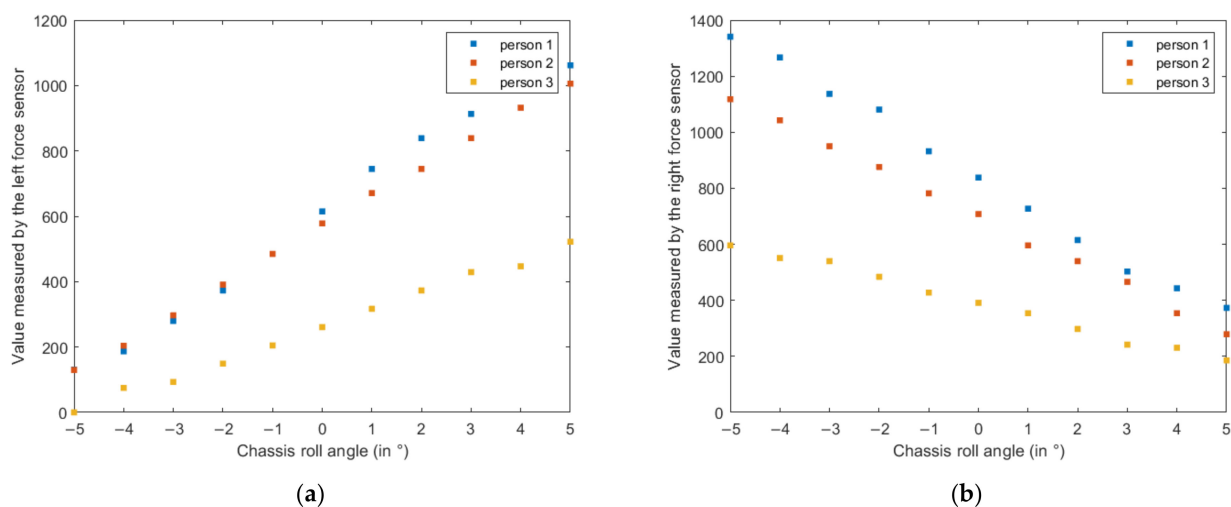 1200
1000
800
600
400
200
0
Value measured by the left force sensor
person 1
person 2
person 3
–5 –4 –3 –2 –1 0 1 2 3 4 5
Chassis roll angle (in °)
(a)
1400
1200
1000
800
600
400
200
0
Value measured by the right force sensor
person 1
person 2
person 3
–5 –4 –3 –2 –1 0 1 2 3 4 5
Chassis roll angle (in °)
(b)